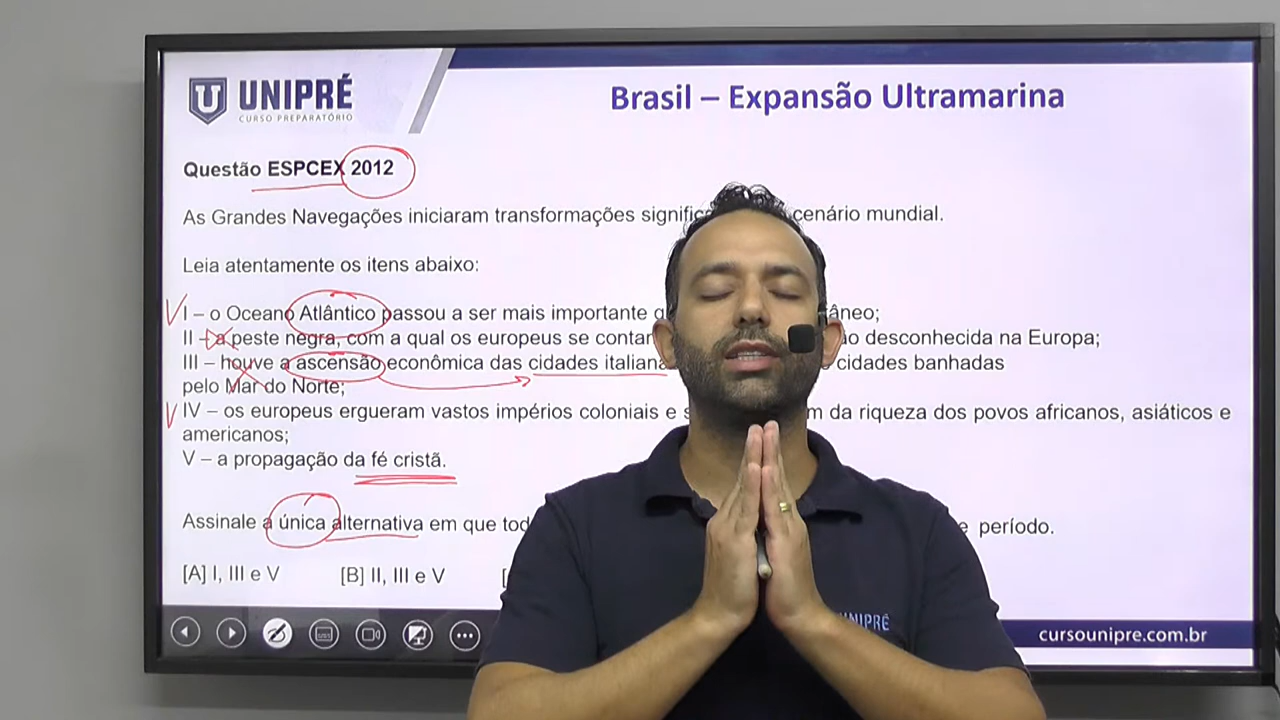 UNIPRÉ
CURSO PREPARATÓRIO
Brasil – Expansão Ultramarina
Questão ESPCEX 2012
As Grandes Navegações iniciaram transformações cenário mundial.
Leia atentamente os itens abaixo:
I – o Oceano Atlântico passou a ser mais importante
II – a peste negra, com a qual os europeus se desconhecida na Europa;
III – houve a ascensão econômica das cidades cidades banhadas
pelo Mar do Norte;
IV – os europeus ergueram vastos impérios coloniais e da riqueza dos povos africanos, asiáticos e
americanos;
V – a propagação da fé cristã.
Assinale a única alternativa em que período.
[A] I, III e V [B] II, III e V
UNIPRÉ
cursounipre.com.br